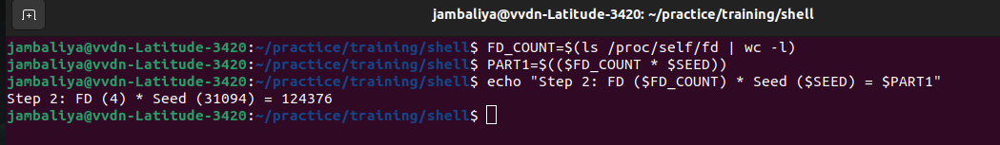 jambaliya@vvdn-Latitude-3420: ~/practice/training/shell
jambaliya@vvdn-Latitude-3420:~/practice/training/shell$ FD_COUNT=$(ls /proc/self/fd | wc -l)
jambaliya@vvdn-Latitude-3420:~/practice/training/shell$ PART1=$(($FD_COUNT * $SEED))
jambaliya@vvdn-Latitude-3420:~/practice/training/shell$ echo "Step 2: FD ($FD_COUNT) * Seed ($SEED) = $PART1"
Step 2: FD (4) * Seed (31094) = 124376
jambaliya@vvdn-Latitude-3420:~/practice/training/shell$